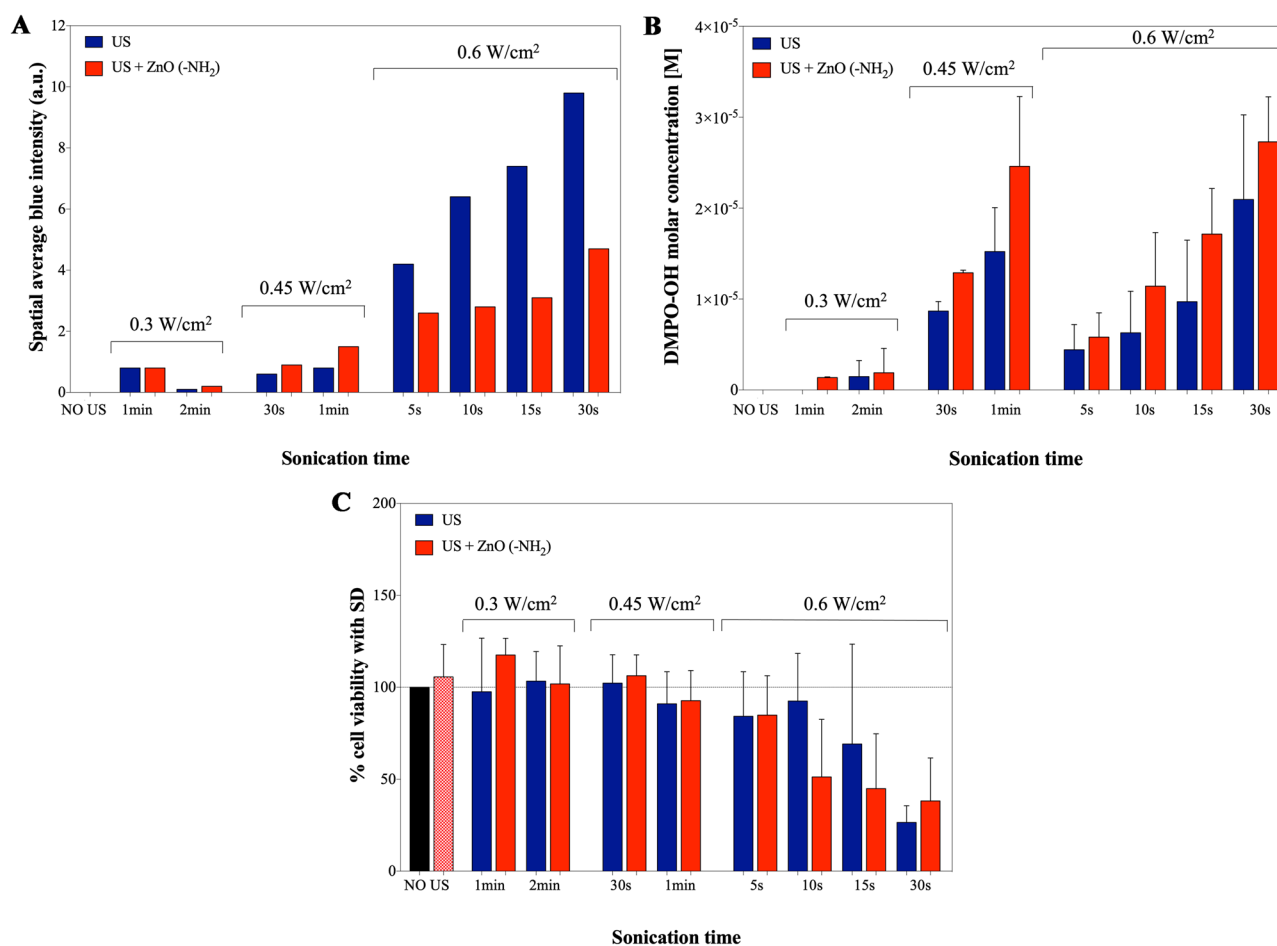 A
Spatial average blue intensity (a.u.)
12
10
8
6
4
2
0
US
US + ZnO (-NH₂)
0.3 W/cm²
0.45 W/cm²
0.6 W/cm²
NO US 1min 2min 30s 1min 5s 10s 15s 30s
Sonication time
B
DMPO-OH molar concentration [M]
4×10⁻⁵
3×10⁻⁵
2×10⁻⁵
1×10⁻⁵
0
US
US + ZnO (-NH₂)
0.3 W/cm²
0.45 W/cm²
0.6 W/cm²
NO US 1min 2min 30s 1min 5s 10s 15s 30s
Sonication time
C
% cell viability with SD
200
150
100
50
0
US
US + ZnO (-NH₂)
0.3 W/cm²
0.45 W/cm²
0.6 W/cm²
NO US 1min 2min 30s 1min 5s 10s 15s 30s
Sonication time